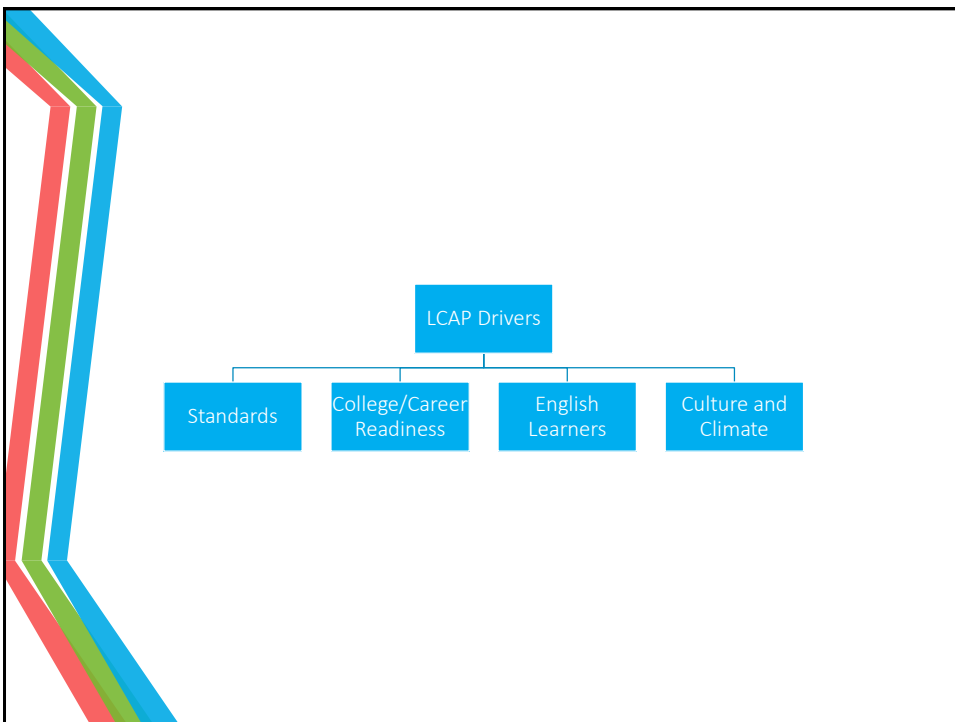 LCAP Drivers
Standards
College/Career
Readiness
English
Learners
Culture and
Climate